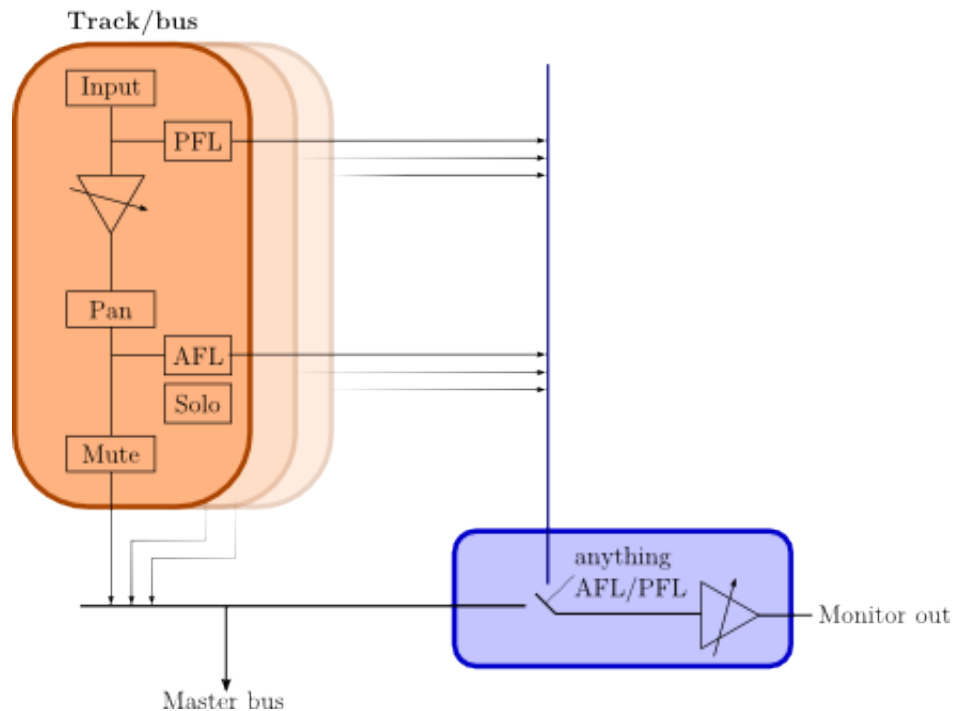 Track/bus
Input
PFL
Pan
AFL
Solo
Mute
anything
AFL/PFL
Monitor out
Master bus